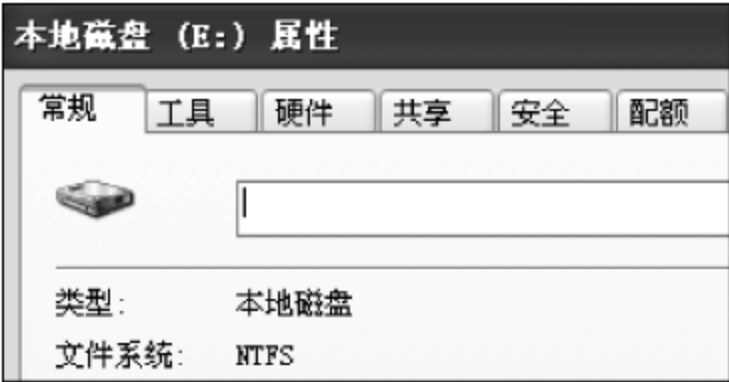 本地磁盘 (E:) 属性
常规 工具 硬件 共享 安全 配额
类型: 本地磁盘
文件系统: NTFS